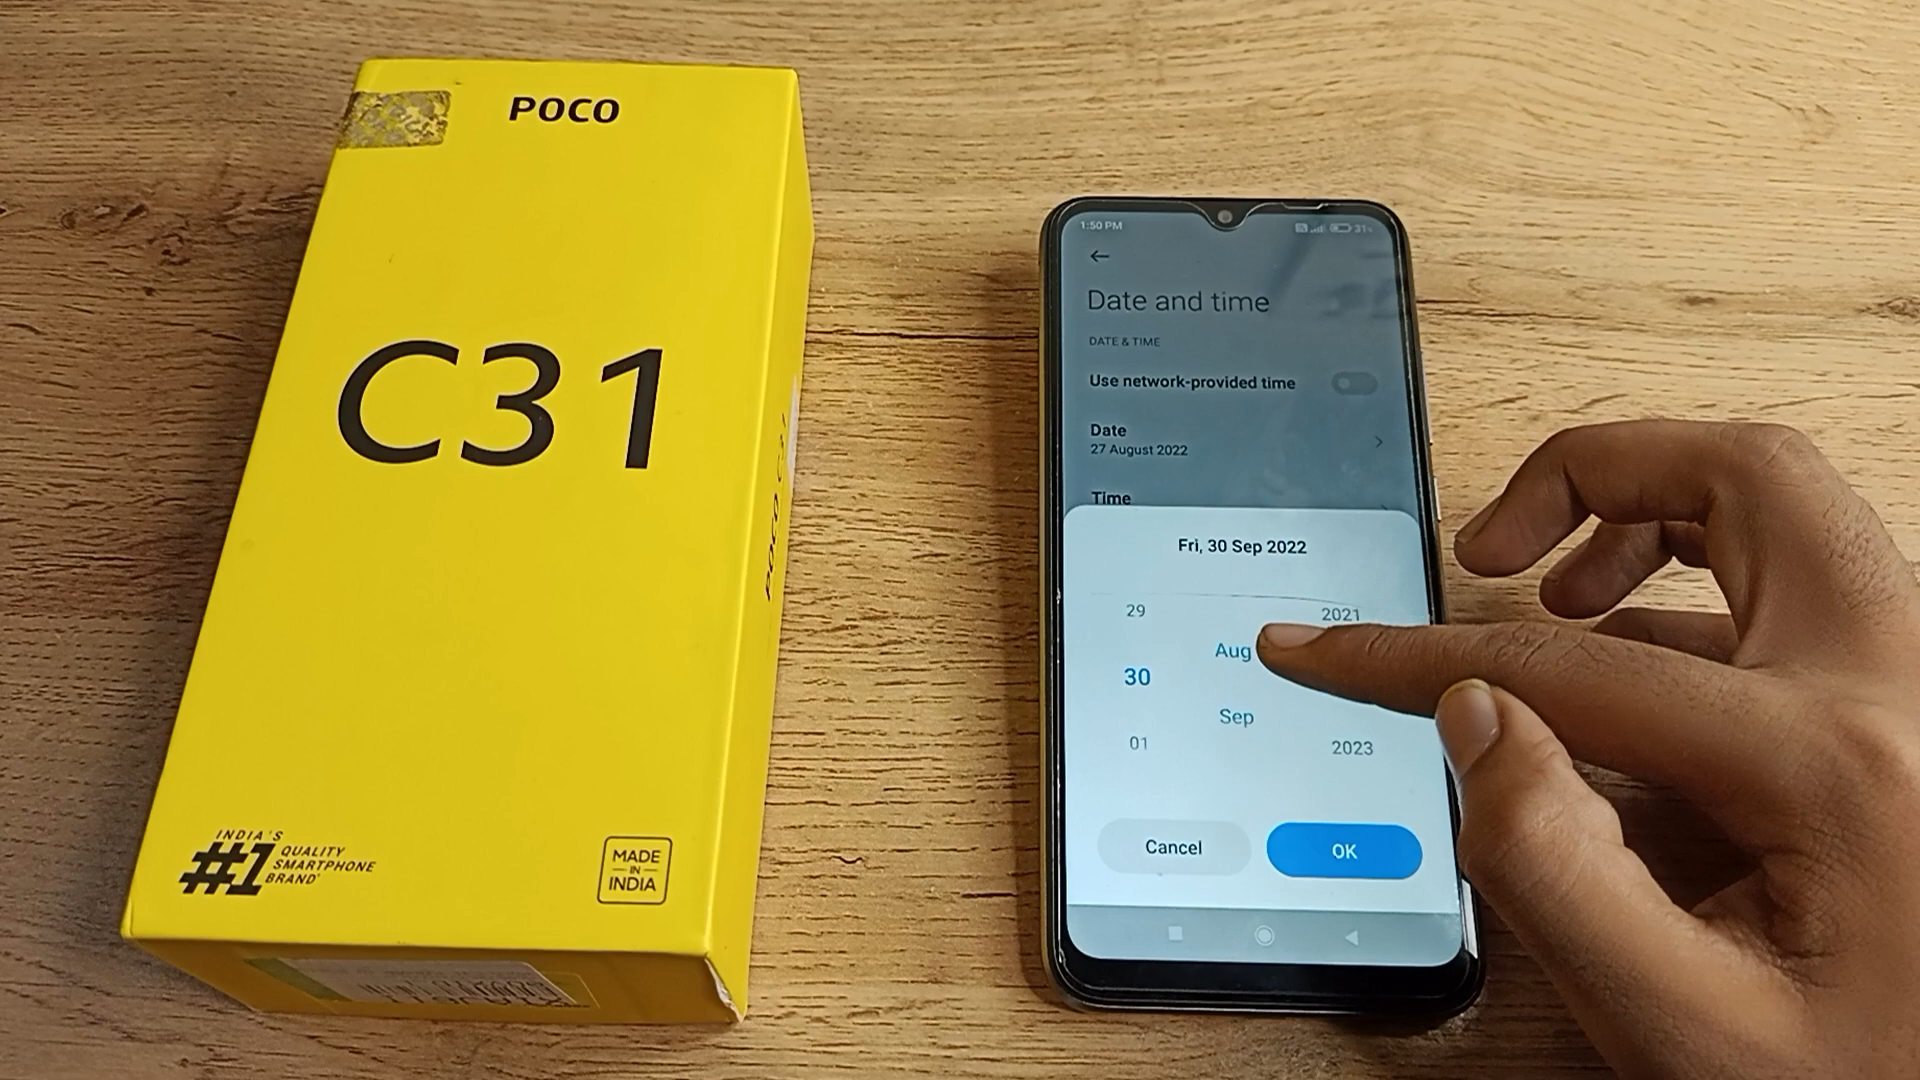 POCO
C31
INDIA'S
#1 QUALITY
SMARTPHONE
BRAND*
MADE
IN
INDIA
POCO C31
1:50 PM
31
Date and time
DATE & TIME
Use network-provided time
Date
27 August 2022
Time
Fri, 30 Sep 2022
29
2021
Aug
30
Sep
01
2023
Cancel
OK